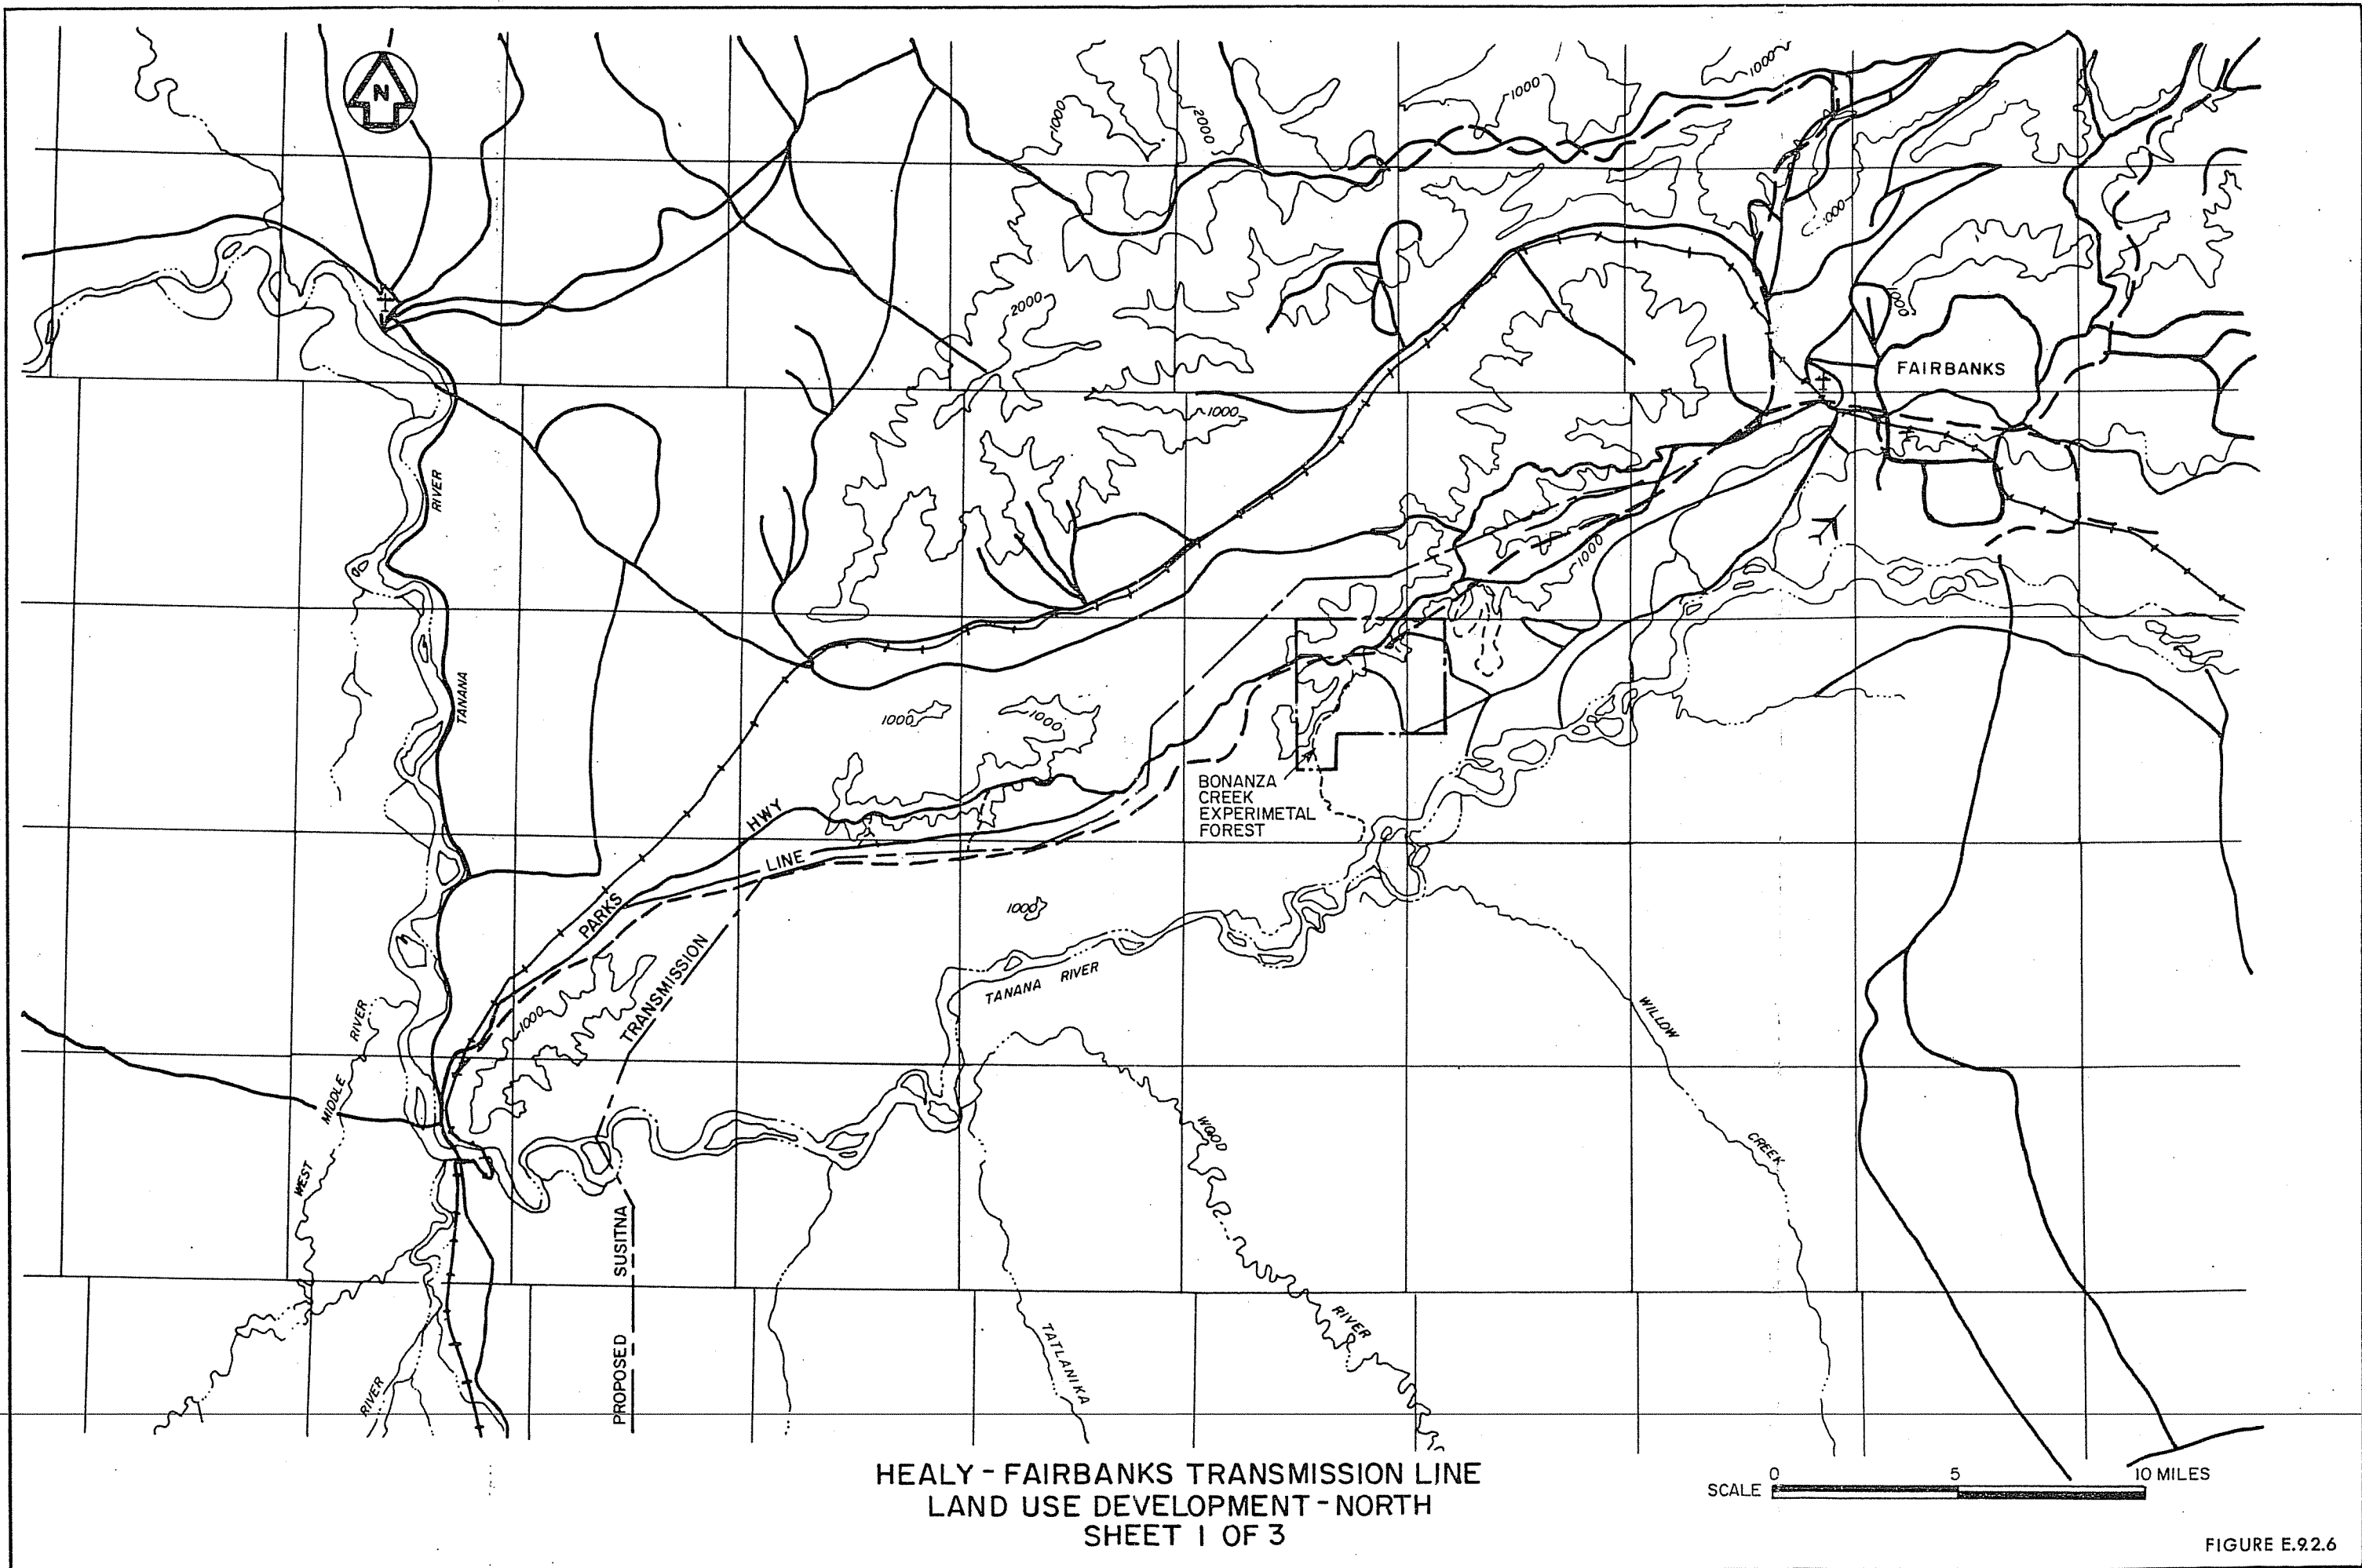 N
1000
1000
1000
2000
1000
2000
1000
FAIRBANKS
1000
RIVER
1000
TANANA
1000
1000
BONANZA
CREEK
EXPERIMETAL
FOREST
HWY
LINE
PARKS
1000
TRANSMISSION
TANANA RIVER
1000
WILLOW
CREEK
WEST MIDDLE RIVER
WOOD
RIVER
PROPOSED SUSITNA
TATLANIKA
RIVER
HEALY - FAIRBANKS TRANSMISSION LINE
LAND USE DEVELOPMENT - NORTH
SHEET 1 OF 3
SCALE 0 5 10 MILES
FIGURE E.9.2.6